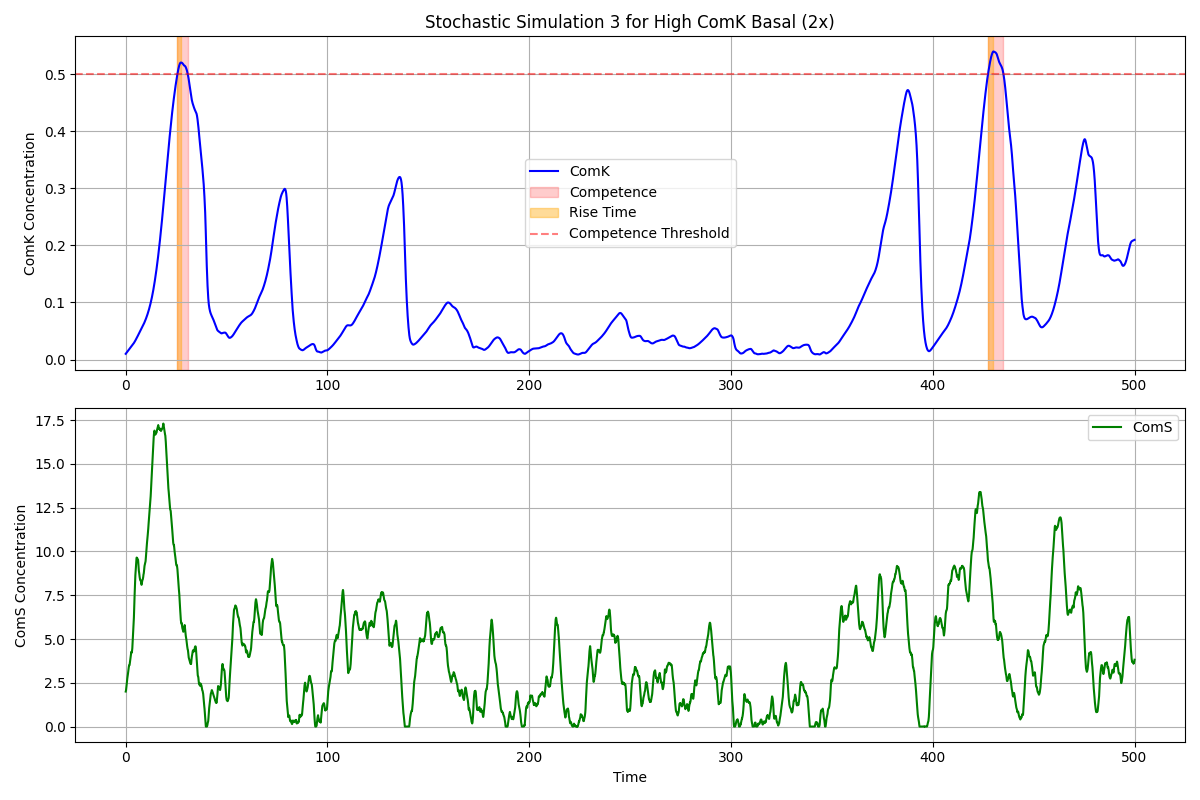 Stochastic Simulation 3 for High ComK Basal (2x)
ComK Concentration
0.5
0.4
0.3
0.2
0.1
0.0
ComK
Competence
Rise Time
Competence Threshold
0 100 200 300 400 500
ComS Concentration
17.5
15.0
12.5
10.0
7.5
5.0
2.5
0.0
ComS
0 100 200 300 400 500
Time